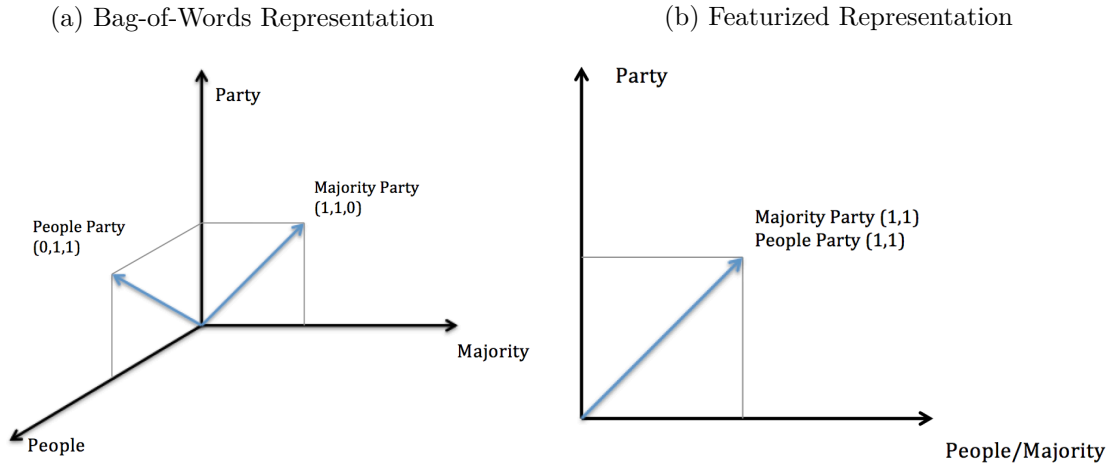 (a) Bag-of-Words Representation
Party
Majority Party
(1,1,0)
People Party
(0,1,1)
Majority
People
(b) Featurized Representation
Party
Majority Party (1,1)
People Party (1,1)
People/Majority